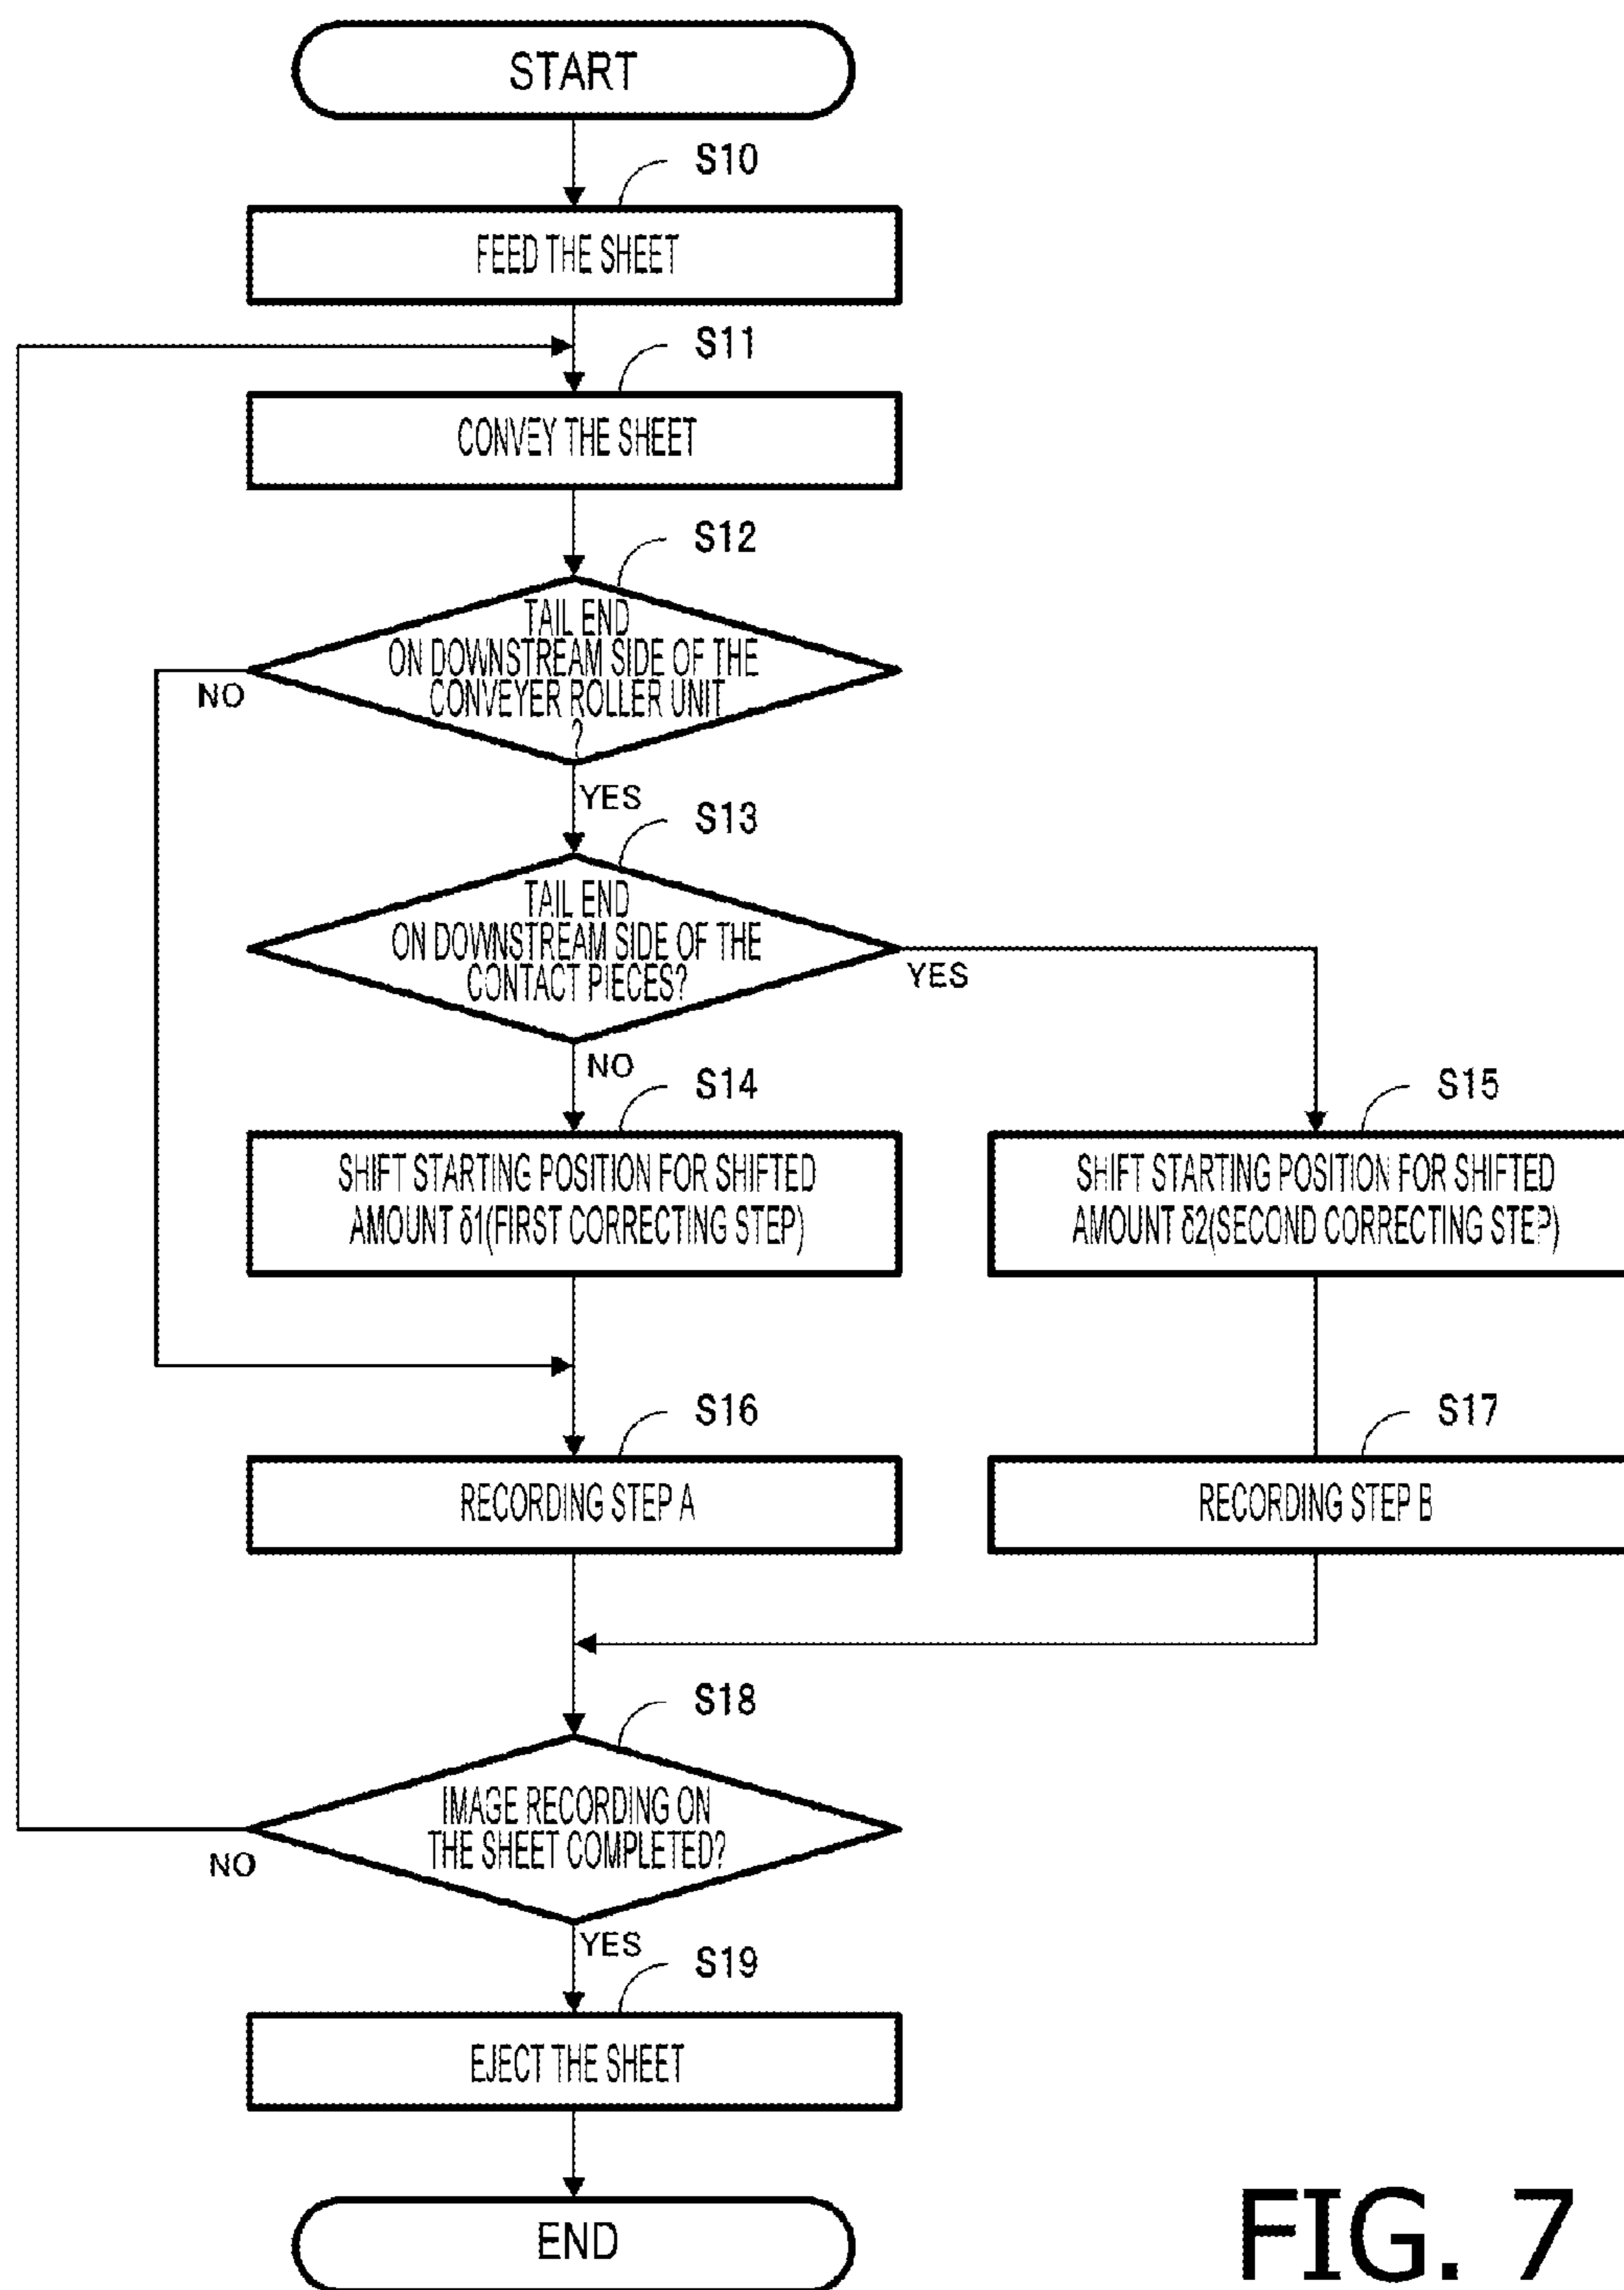 START
S10
FEED THE SHEET
S11
CONVEY THE SHEET
S12
TAIL END
ON DOWNSTREAM SIDE OF THE
CONVEYER ROLLER UNIT
?
NO
YES
S13
TAIL END
ON DOWNSTREAM SIDE OF THE
CONTACT PIECES?
YES
NO
S14
SHIFT STARTING POSITION FOR SHIFTED
AMOUNT δ1(FIRST CORRECTING STEP)
S15
SHIFT STARTING POSITION FOR SHIFTED
AMOUNT δ2(SECOND CORRECTING STEP)
S16
RECORDING STEP A
S17
RECORDING STEP B
S18
IMAGE RECORDING ON
THE SHEET COMPLETED?
NO
YES
S19
EJECT THE SHEET
END
FIG. 7